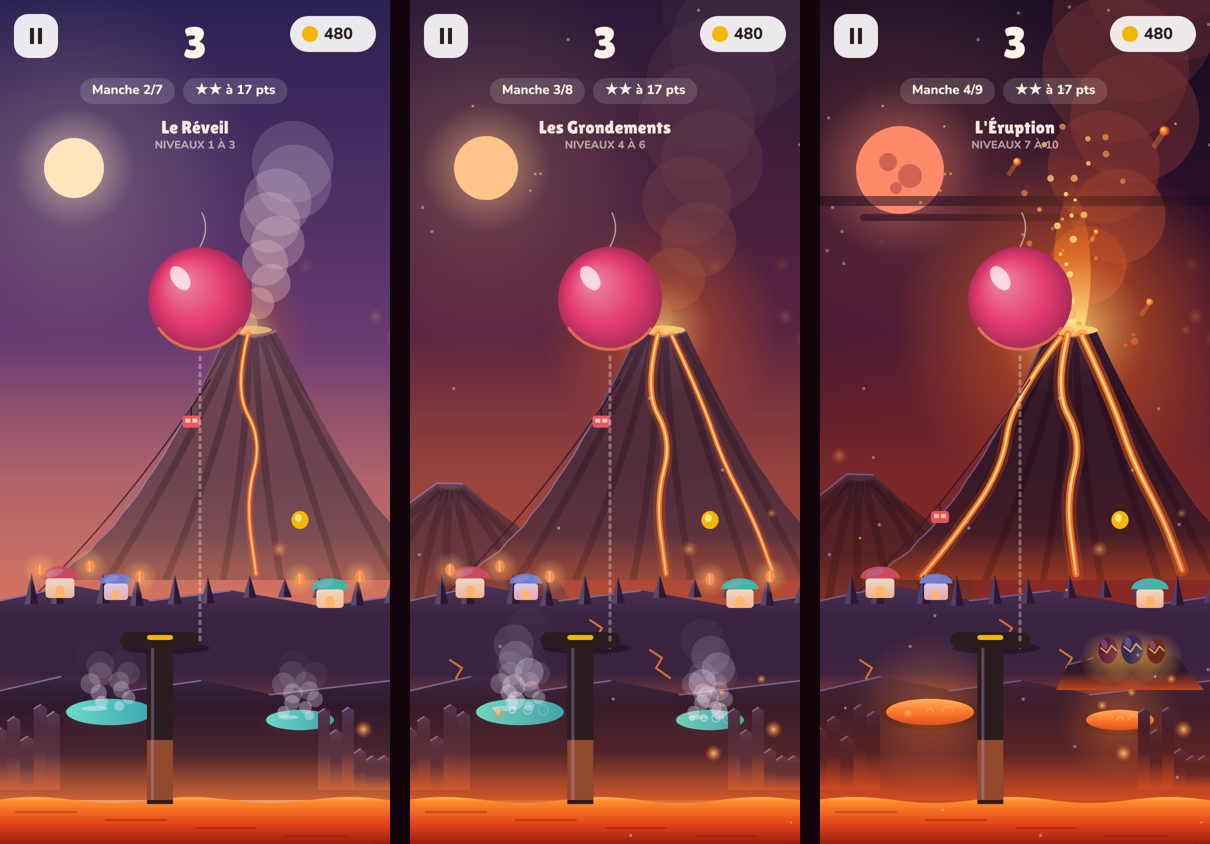 3
480
Manche 2/7
★★ à 17 pts
Le Réveil
NIVEAUX 1 À 3
3
480
Manche 3/8
★★ à 17 pts
Les Grondements
NIVEAUX 4 À 6
3
480
Manche 4/9
★★ à 17 pts
L'Éruption
NIVEAUX 7 À 10